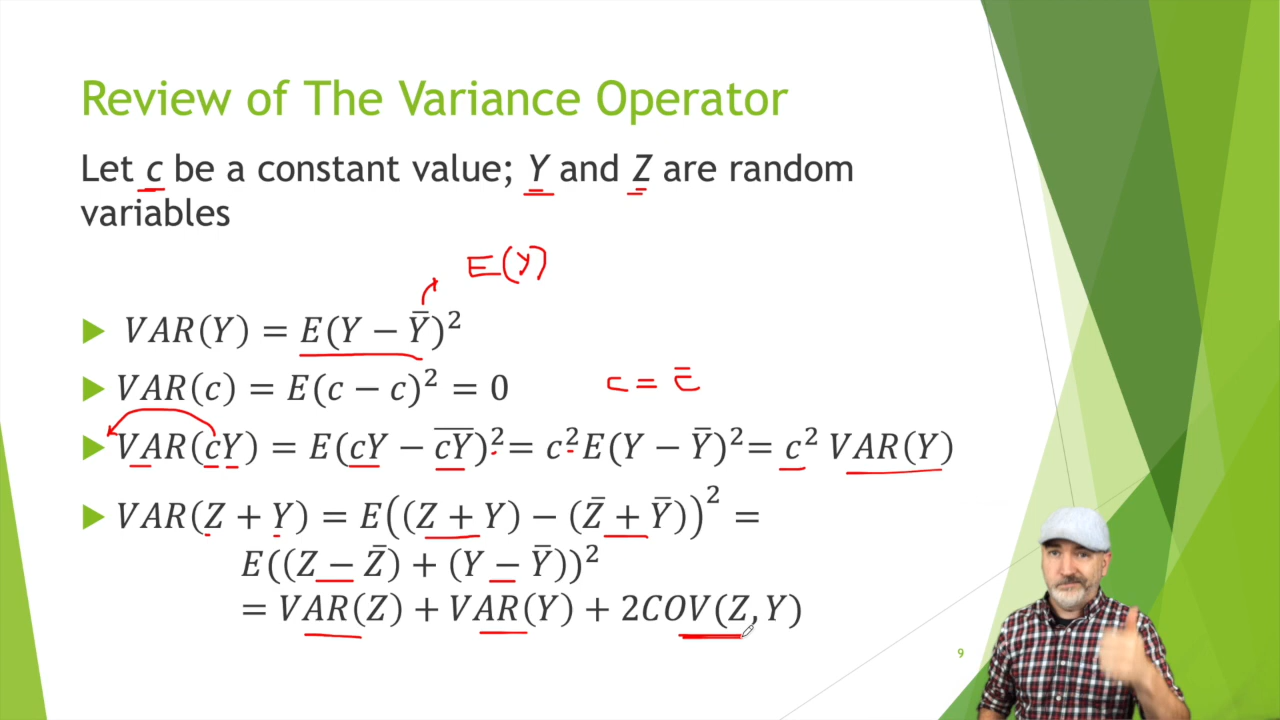 Review of The Variance Operator
Let c be a constant value; Y and Z are random
variables
E(Y)
VAR(Y) = E(Y − Ȳ)²
VAR(c) = E(c − c)² = 0 c = c̄
VAR(cY) = E(cY − c̅Y̅)² = c²E(Y − Ȳ)² = c² VAR(Y)
VAR(Z + Y) = E((Z + Y) − (Z̄ + Ȳ))² =
E((Z − Z̄) + (Y − Ȳ))²
= VAR(Z) + VAR(Y) + 2COV(Z, Y)
9